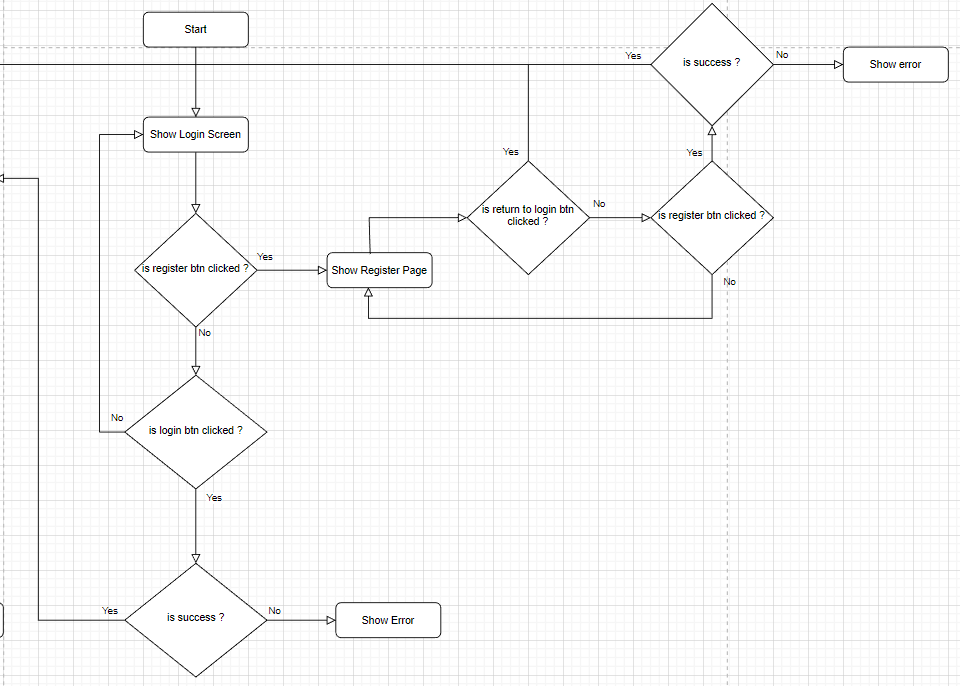 Start
Yes
is success ?
No
Show error
Show Login Screen
Yes
Yes
is return to login btn
clicked ?
No
is register btn clicked ?
is register btn clicked ?
Yes
Show Register Page
No
No
No
is login btn clicked ?
Yes
Yes
is success ?
No
Show Error